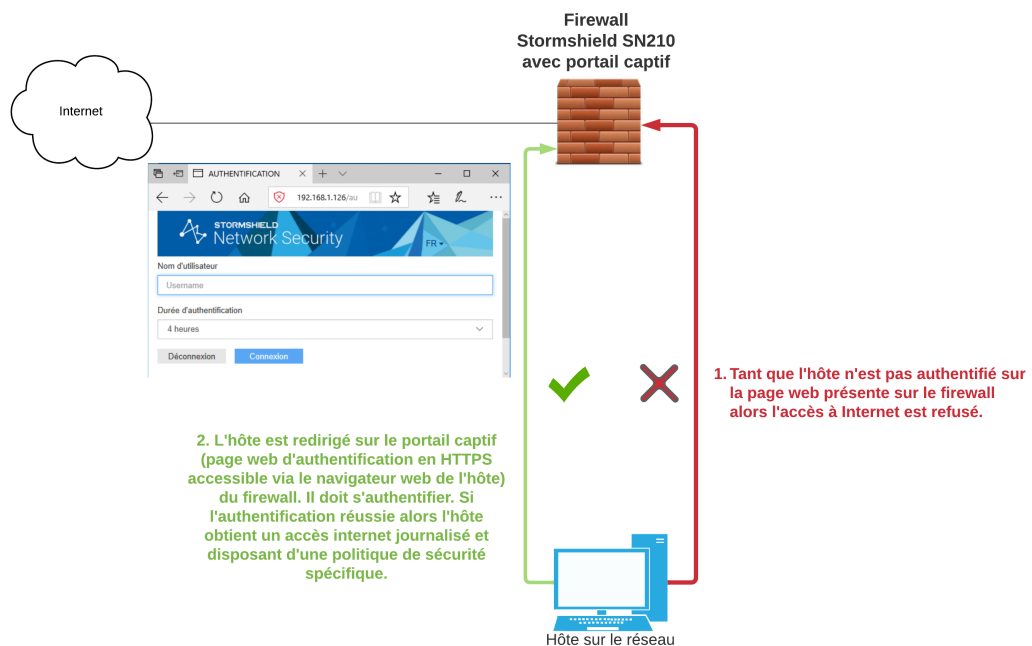 Firewall
Stormshield SN210
avec portail captif
Internet
AUTHENTIFICATION
192.168.1.126/au
STORMSHIELD
Network Security
FR
Nom d'utilisateur
Username
Durée d'authentification
4 heures
Déconnexion
Connexion
1. Tant que l'hôte n'est pas authentifié sur
la page web présente sur le firewall
alors l'accès à Internet est refusé.
2. L'hôte est redirigé sur le portail captif
(page web d'authentification en HTTPS
accessible via le navigateur web de l'hôte)
du firewall. Il doit s'authentifier. Si
l'authentification réussie alors l'hôte
obtient un accès internet journalisé et
disposant d'une politique de sécurité
spécifique.
Hôte sur le réseau